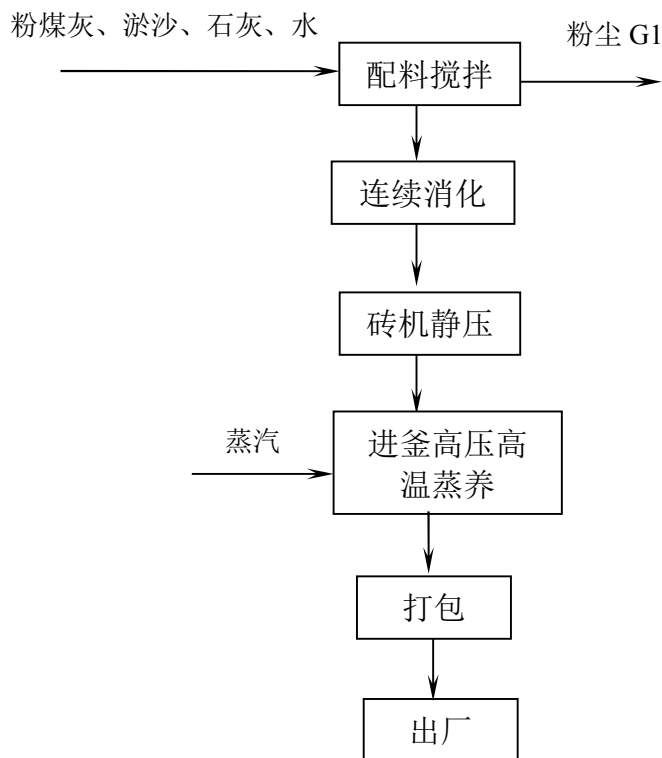 粉煤灰、淤沙、石灰、水
粉尘 G1
配料搅拌
连续消化
砖机静压
蒸汽
进釜高压高
温蒸养
打包
出厂